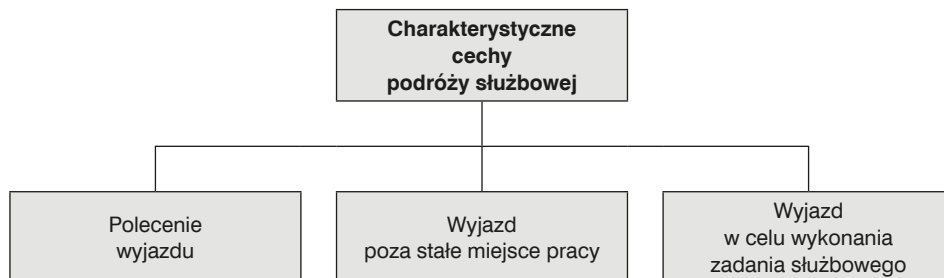 Charakterystyczne
cechy
podróży służbowej
Polecenie
wyjazdu
Wyjazd
poza stałe miejsce pracy
Wyjazd
w celu wykonania
zadania służbowego